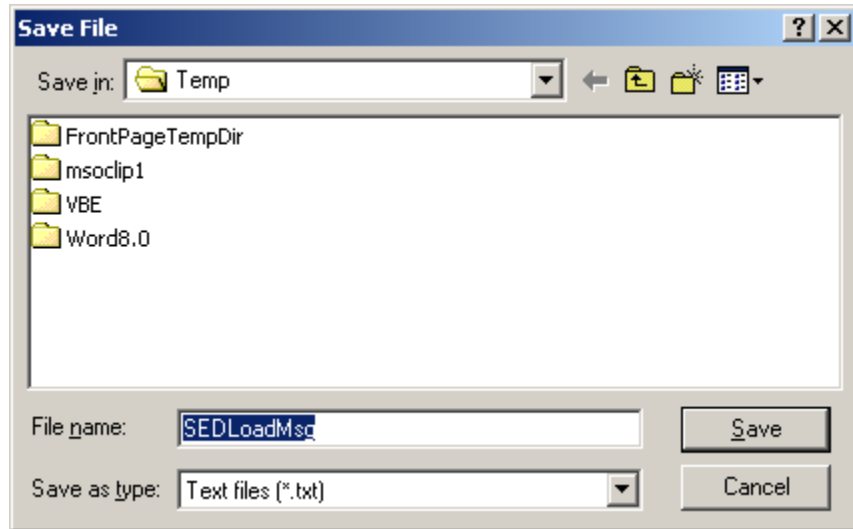 Save File
Save in: Temp
FrontPageTempDir
msoclip1
VBE
Word8.0
File name: SEDLoadMsg Save
Save as type: Text files (*.txt) Cancel